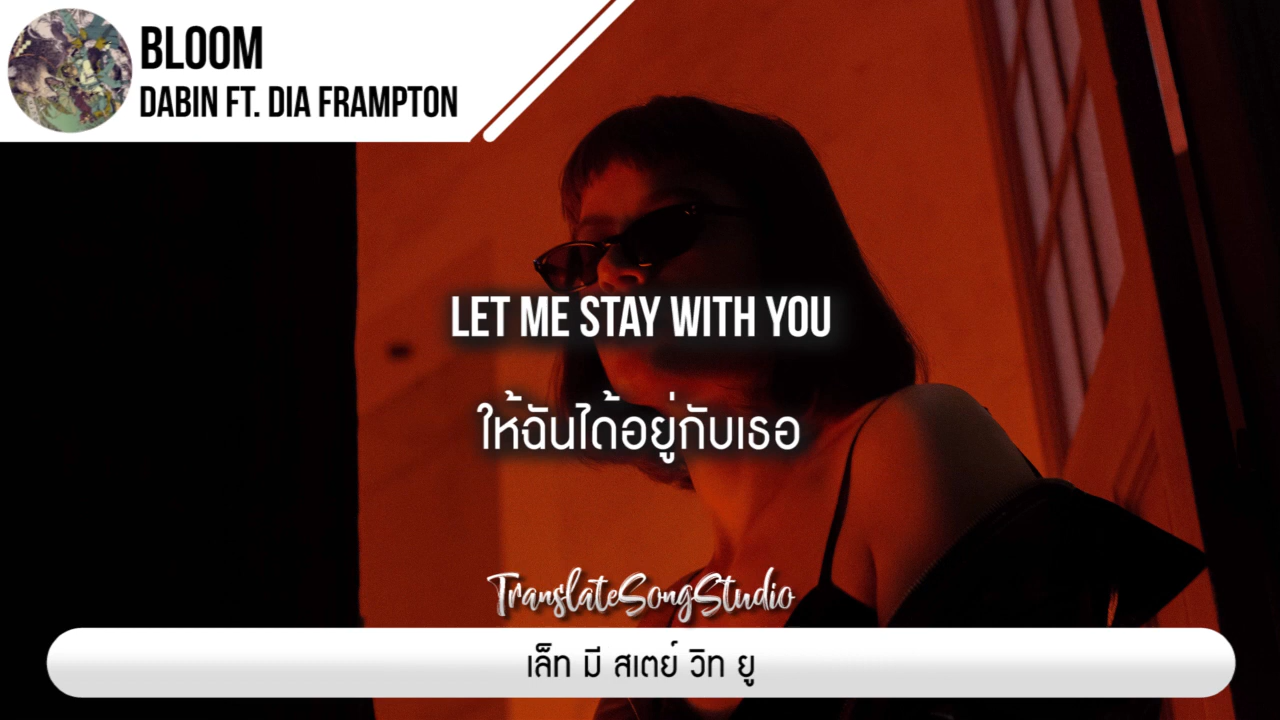 BLOOM
DABIN FT. DIA FRAMPTON
LET ME STAY WITH YOU
ให้ฉันได้อยู่กับเธอ
TranslateSongStudio
เล็ท มี สเตย์ วิท ยู